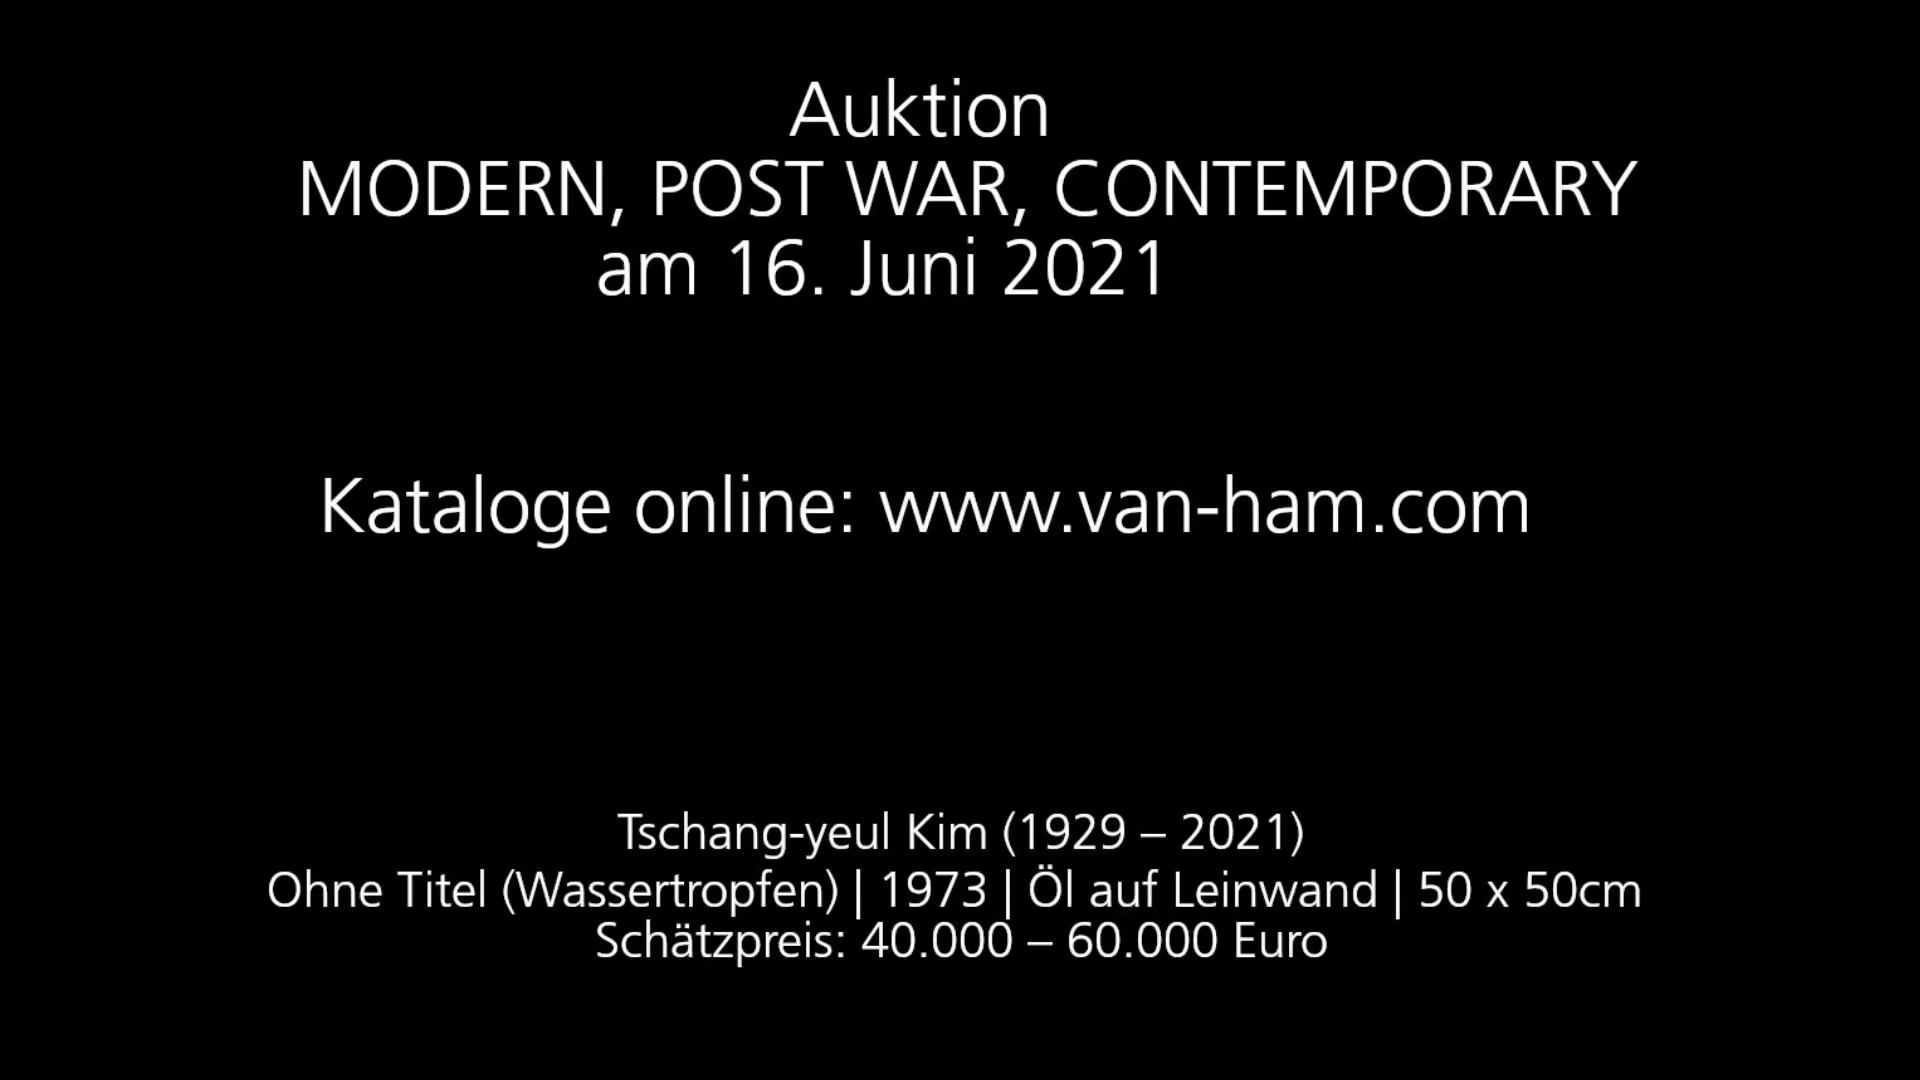 Auktion
MODERN, POST WAR, CONTEMPORARY
am 16. Juni 2021
Kataloge online: www.van-ham.com
Tschang-yeul Kim (1929 – 2021)
Ohne Titel (Wassertropfen) | 1973 | Öl auf Leinwand | 50 x 50cm
Schätzpreis: 40.000 – 60.000 Euro